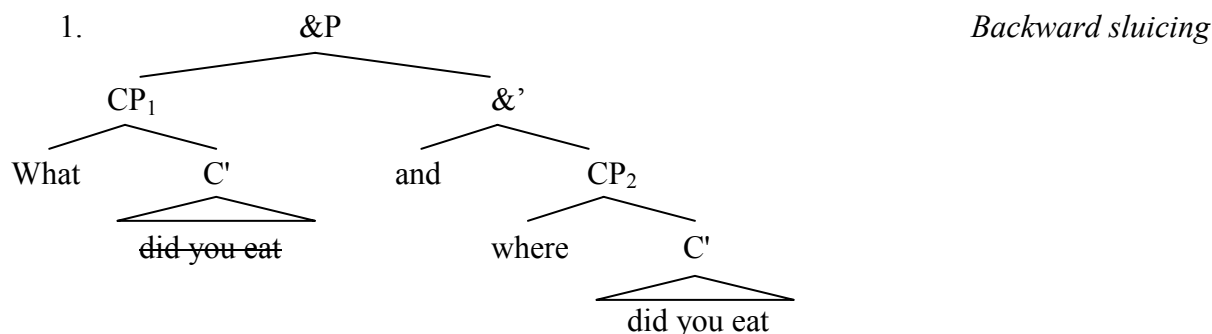 1. &P Backward sluicing
CP1 &’
What C' and CP2
did you eat where C'
did you eat